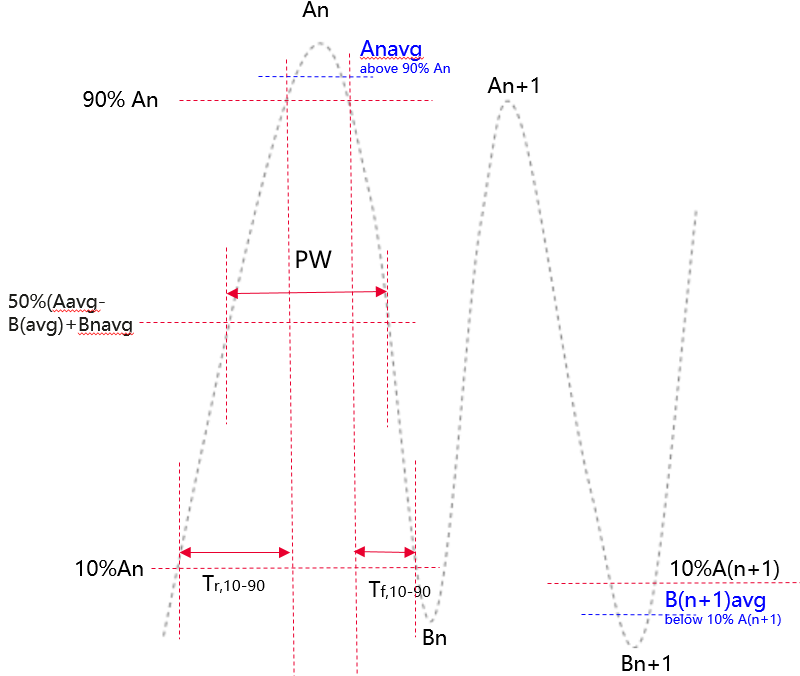 An
Anavg
above 90% An
90% An
An+1
PW
50%(Aavg-
B(avg)+Bnavg
10%An
Tr,10-90
Tf,10-90
10%A(n+1)
B(n+1)avg
below 10% A(n+1)
Bn
Bn+1